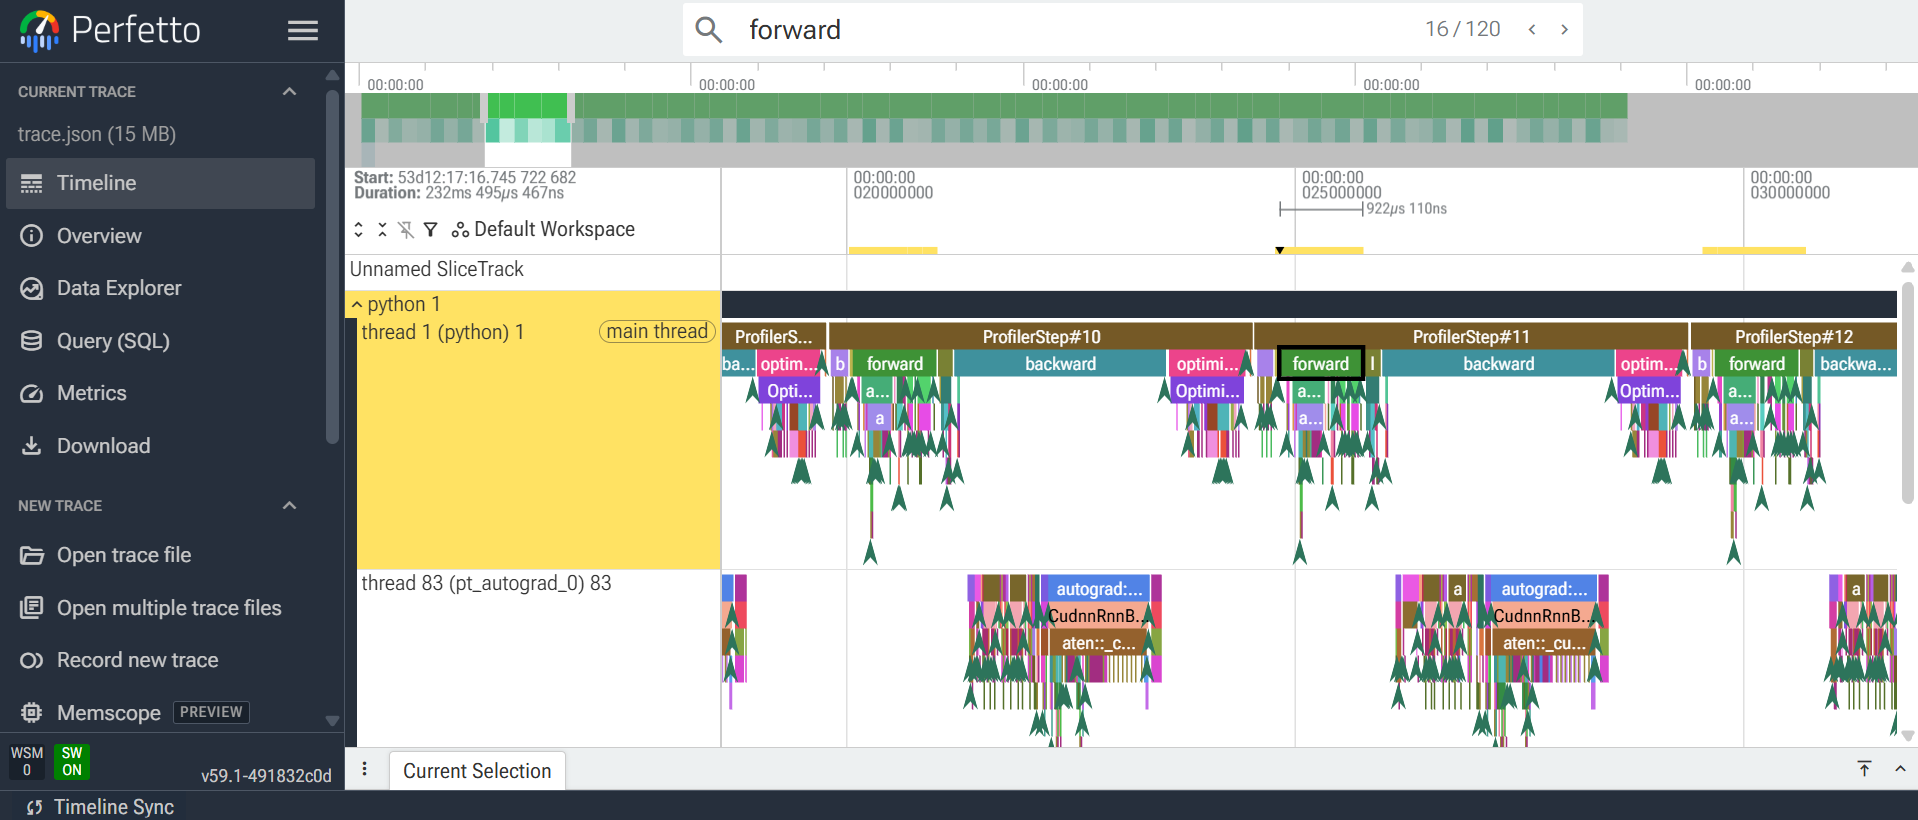 Perfetto
forward
16 / 120
CURRENT TRACE
trace.json (15 MB)
Timeline
Overview
Data Explorer
Query (SQL)
Metrics
Download
NEW TRACE
Open trace file
Open multiple trace files
Record new trace
Memscope PREVIEW
WSM
0
SW
ON
v59.1-491832c0d
Timeline Sync
00:00:00 00:00:00 00:00:00 00:00:00 00:00:00
Start: 53d12:17:16.745 722 682
Duration: 232ms 495µs 467ns
00:00:00 00:00:00 00:00:00
020000000 025000000 030000000
922µs 110ns
Default Workspace
Unnamed SliceTrack
python 1
thread 1 (python) 1 main thread
ProfilerS... ProfilerStep#10 ProfilerStep#11 ProfilerStep#12
ba... optim... b forward backward optimi... forward l backward optim... b forward backwa...
Opti... a... Optimi... a... Optim... a...
a a... a...
thread 83 (pt_autograd_0) 83
autograd:... a autograd:... a
CudnnRnnB... CudnnRnnB...
aten::_c... aten::_cu...
Current Selection